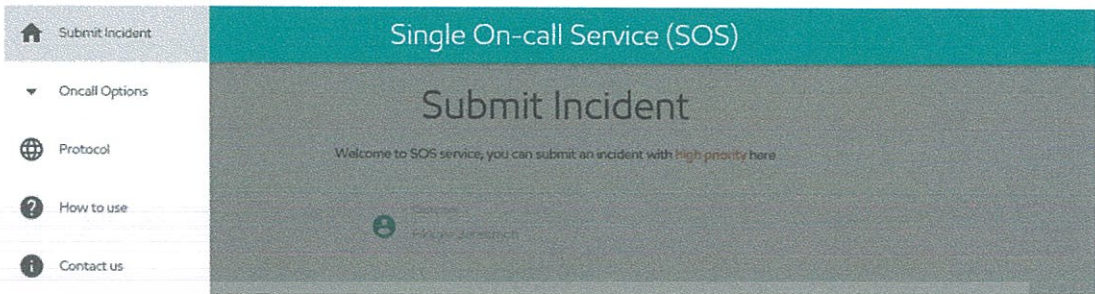 Submit Incident
Oncall Options
Protocol
How to use
Contact us
Single On-call Service (SOS)
Submit Incident
Welcome to SOS service, you can submit an incident with high priority here